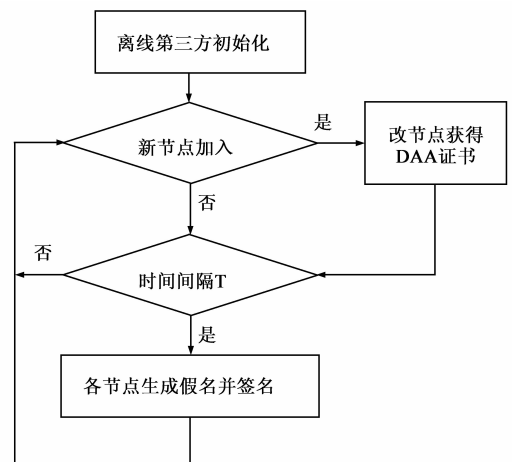 离线第三方初始化
新节点加入
是
改节点获得
DAA证书
否
否
时间间隔T
是
各节点生成假名并签名